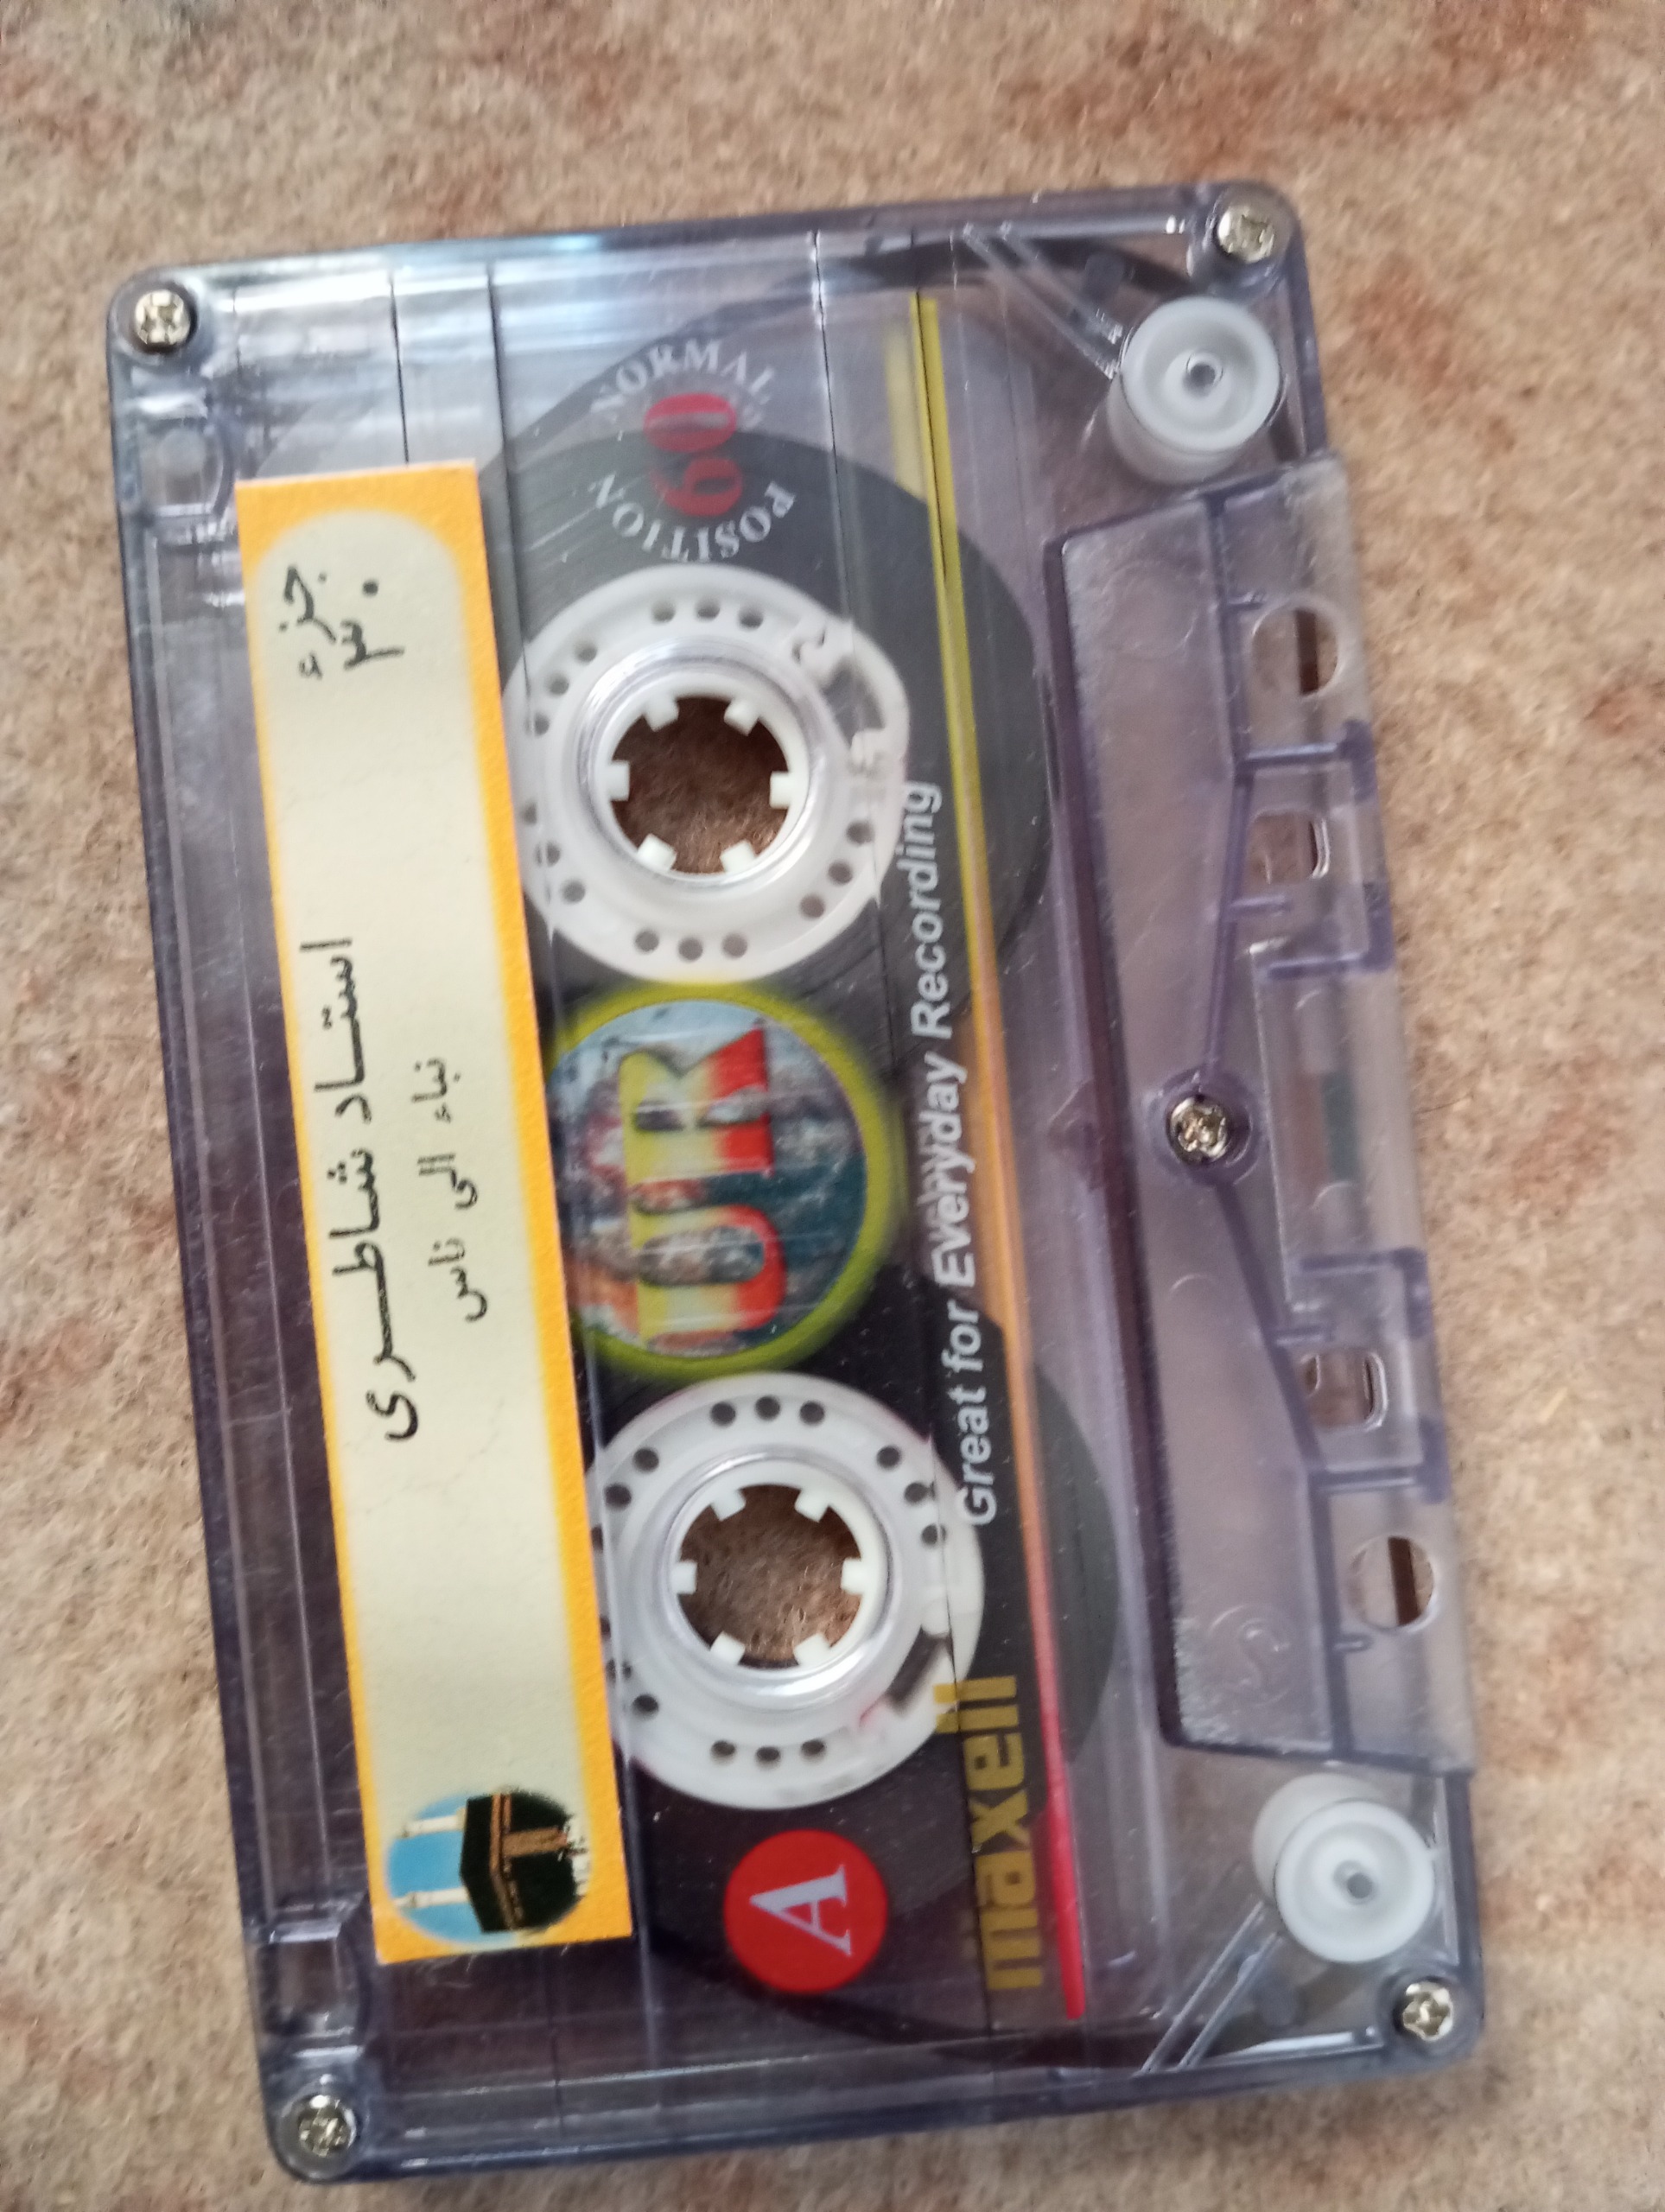 جزء
۳۰
استاد شاطری
نباء الی ناس
NORMAL
60
POSITION
UR
Great for Everyday Recording
A
maxell